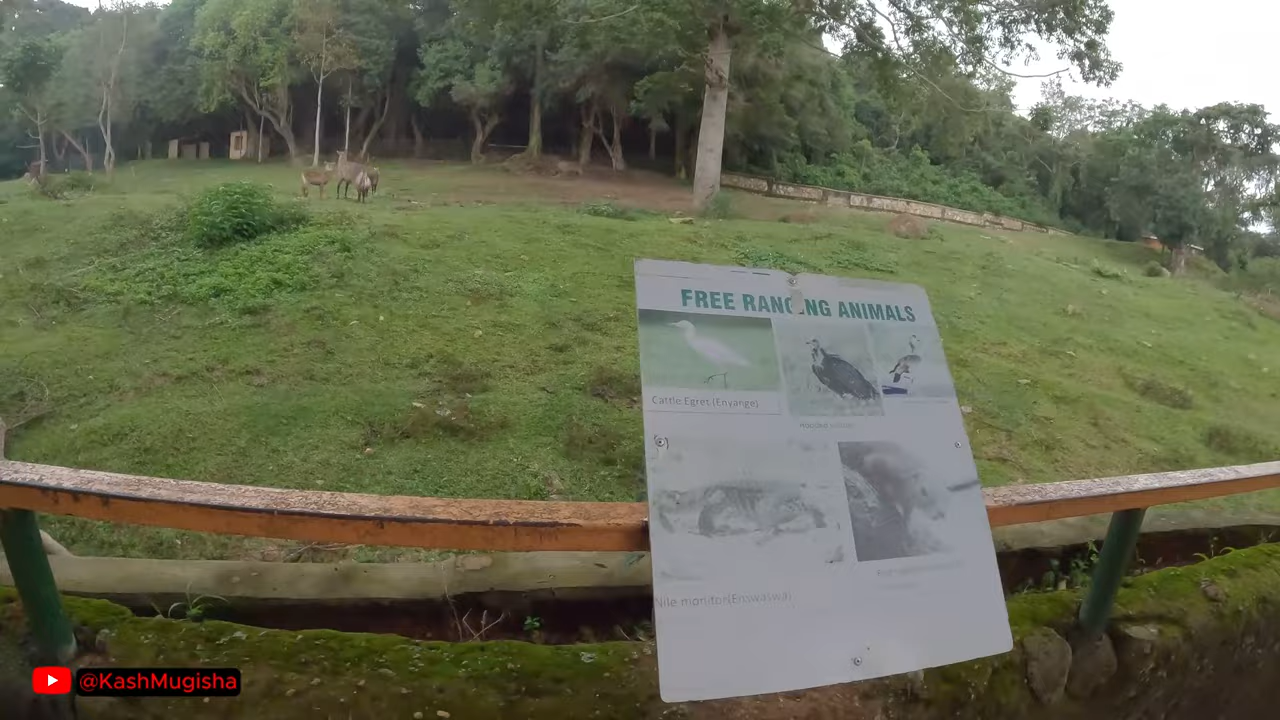 FREE RANGING ANIMALS
Cattle Egret (Enyange)
Nile monitor(Enswaswa)
@KashMugisha